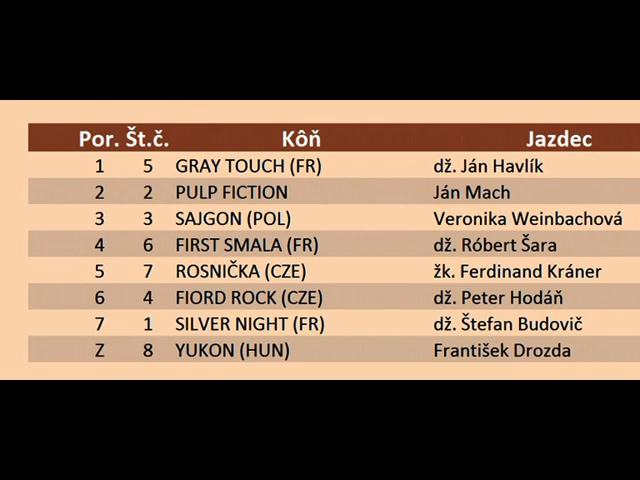 Por. Št.č. Kôň Jazdec
1 5 GRAY TOUCH (FR) dž. Ján Havlík
2 2 PULP FICTION Ján Mach
3 3 SAJGON (POL) Veronika Weinbachová
4 6 FIRST SMALA (FR) dž. Róbert Šara
5 7 ROSNIČKA (CZE) žk. Ferdinand Kráner
6 4 FIORD ROCK (CZE) dž. Peter Hodáň
7 1 SILVER NIGHT (FR) dž. Štefan Budovič
Z 8 YUKON (HUN) František Drozda